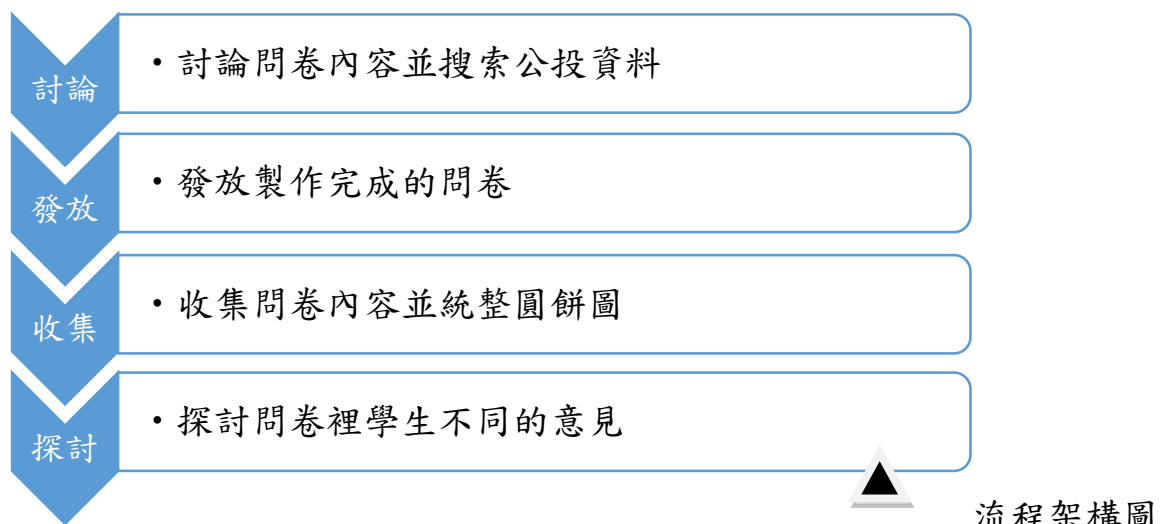 討論
・討論問卷內容並搜索公投資料
發放
・發放製作完成的問卷
收集
・收集問卷內容並統整圓餅圖
探討
・探討問卷裡學生不同的意見
流程架構圖